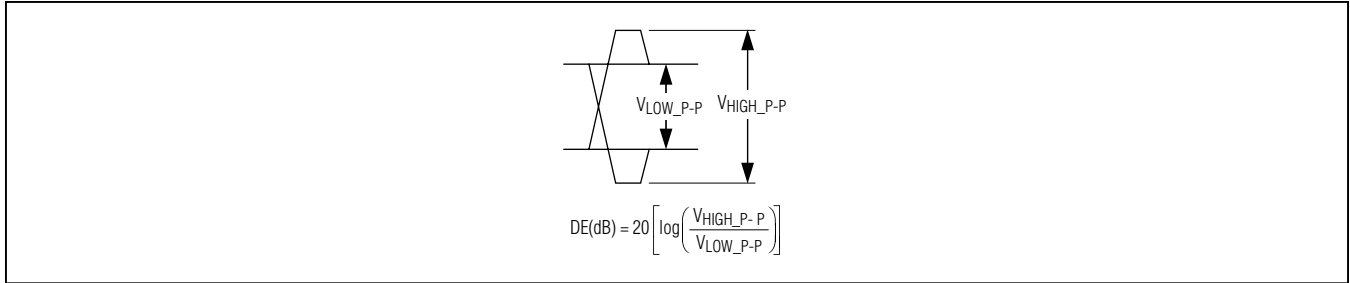 VLOW_P-P VHIGH_P-P
DE(dB) = 20[log(VHIGH_P- P/VLOW_P-P)]